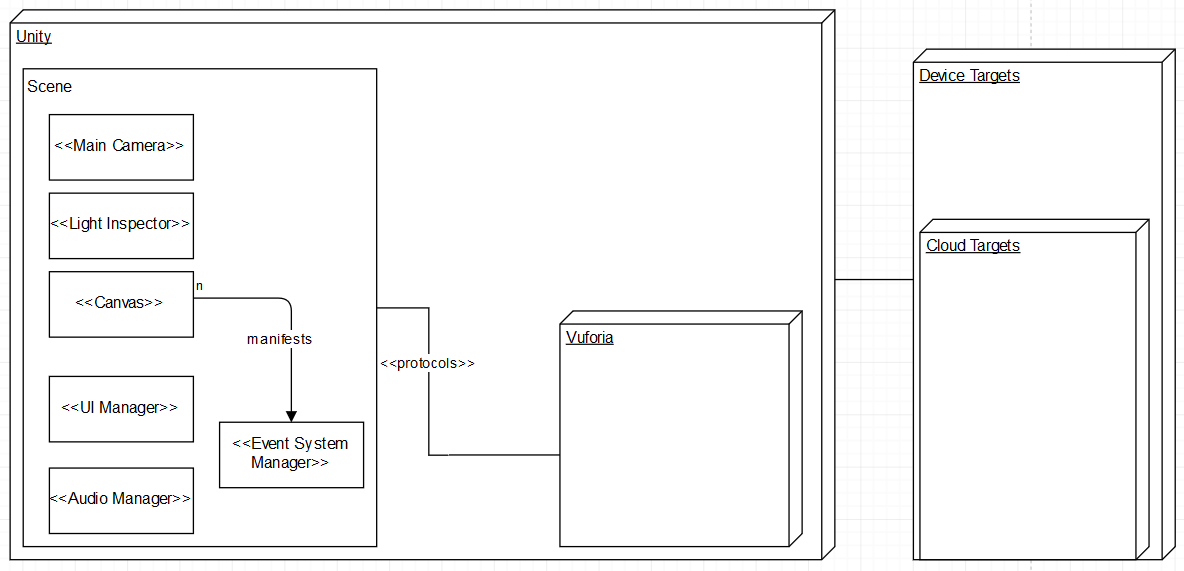 Unity
Scene
<<Main Camera>>
<<Light Inspector>>
<<Canvas>>
n
manifests
<<UI Manager>>
<<Event System
Manager>>
<<Audio Manager>>
<<protocols>>
Vuforia
Device Targets
Cloud Targets